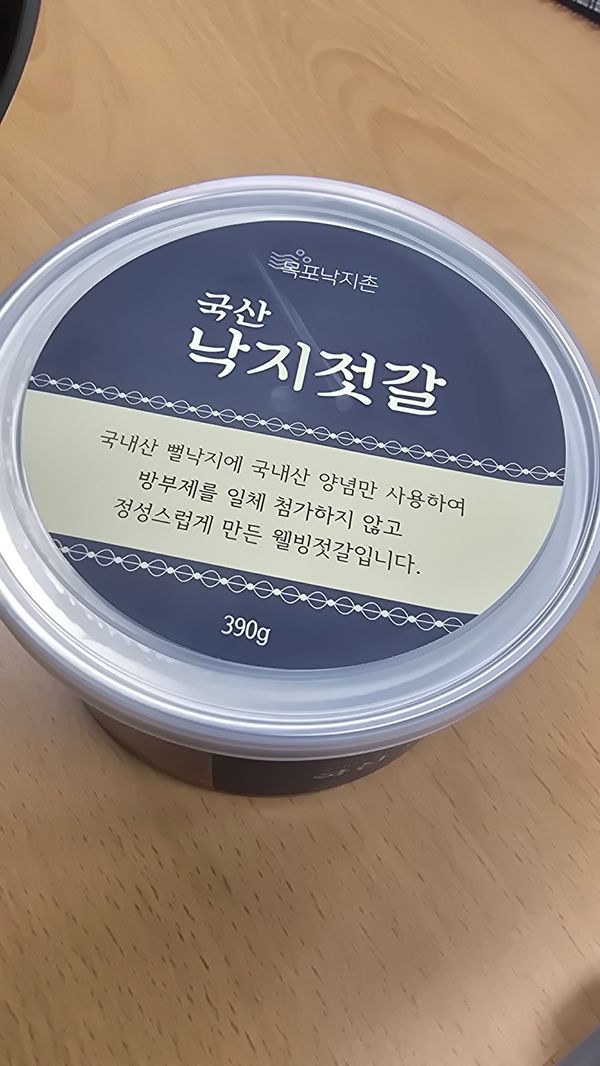 목포낙지촌
국산
낙지젓갈
국내산 뻘낙지에 국내산 양념만 사용하여
방부제를 일체 첨가하지 않고
정성스럽게 만든 웰빙젓갈입니다.
390g